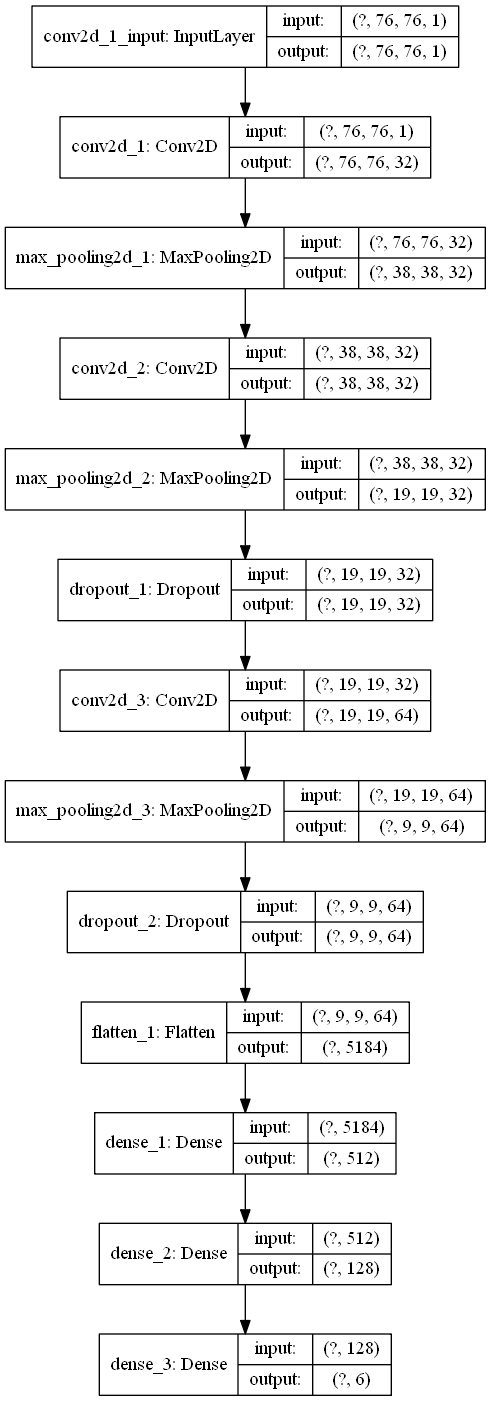 conv2d_1_input: InputLayer input: (?, 76, 76, 1)
output: (?, 76, 76, 1)
conv2d_1: Conv2D input: (?, 76, 76, 1)
output: (?, 76, 76, 32)
max_pooling2d_1: MaxPooling2D input: (?, 76, 76, 32)
output: (?, 38, 38, 32)
conv2d_2: Conv2D input: (?, 38, 38, 32)
output: (?, 38, 38, 32)
max_pooling2d_2: MaxPooling2D input: (?, 38, 38, 32)
output: (?, 19, 19, 32)
dropout_1: Dropout input: (?, 19, 19, 32)
output: (?, 19, 19, 32)
conv2d_3: Conv2D input: (?, 19, 19, 32)
output: (?, 19, 19, 64)
max_pooling2d_3: MaxPooling2D input: (?, 19, 19, 64)
output: (?, 9, 9, 64)
dropout_2: Dropout input: (?, 9, 9, 64)
output: (?, 9, 9, 64)
flatten_1: Flatten input: (?, 9, 9, 64)
output: (?, 5184)
dense_1: Dense input: (?, 5184)
output: (?, 512)
dense_2: Dense input: (?, 512)
output: (?, 128)
dense_3: Dense input: (?, 128)
output: (?, 6)